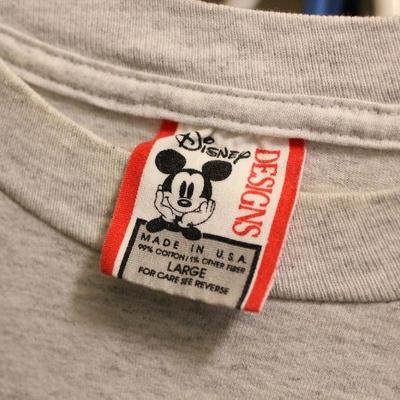 Disney
DESIGNS
MADE IN U.S.A.
99% COTTON/1% OTHER FIBER
LARGE
FOR CARE SEE REVERSE